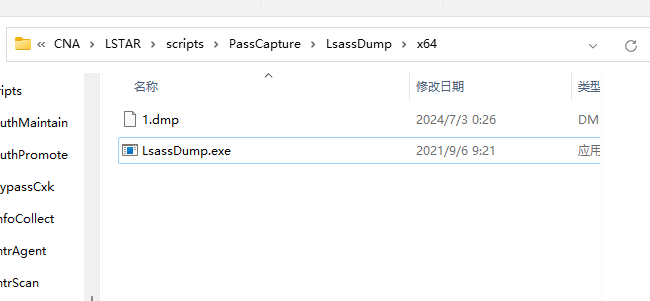 « CNA > LSTAR > scripts > PassCapture > LsassDump > x64
名称 修改日期 类型
ripts
1.dmp 2024/7/3 0:26 DM
uthMaintain
LsassDump.exe 2021/9/6 9:21 应用
uthPromote
ypassCxk
nfoCollect
ntrAgent
ntrScan